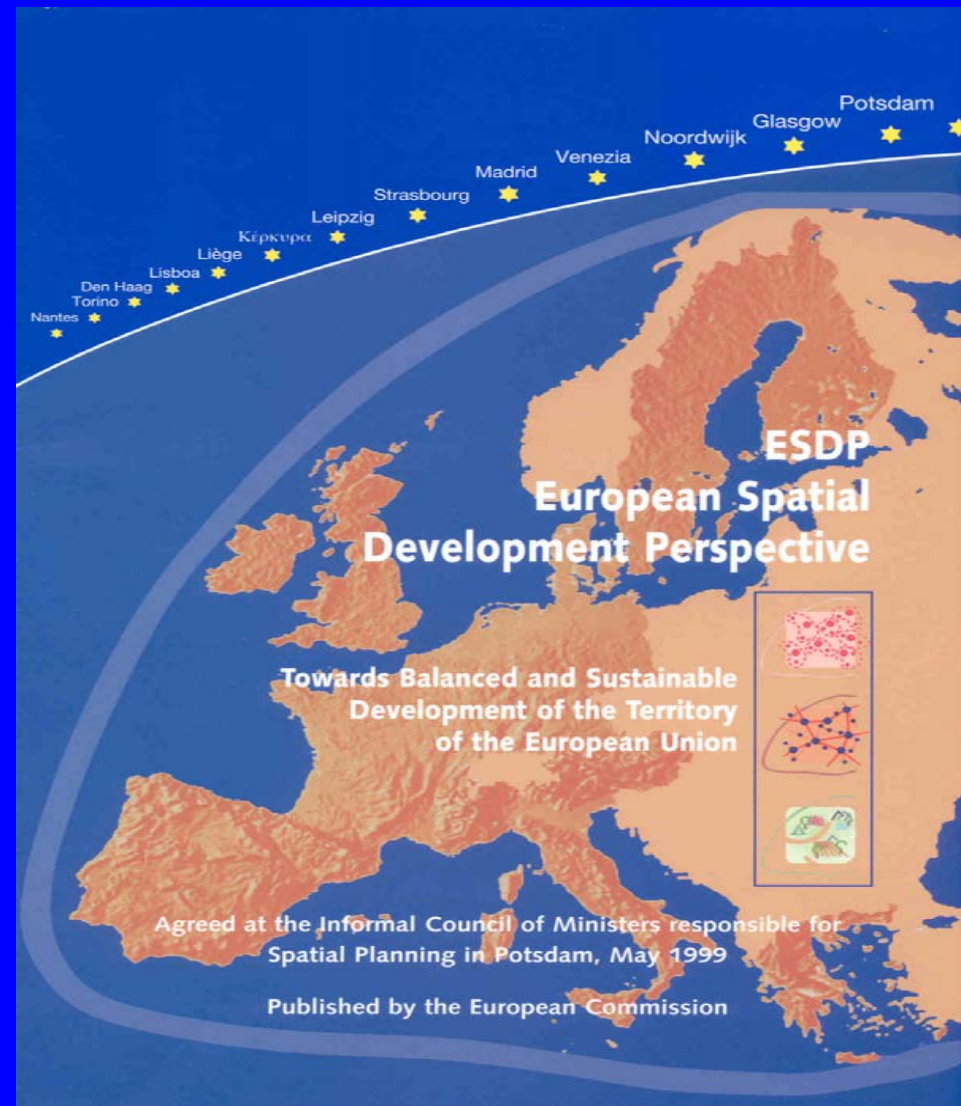 Potsdam
Glasgow
Noordwijk
Venezia
Madrid
Strasbourg
Leipzig
Κέρκυρα
Liège
Lisboa
Den Haag
Torino
Nantes
ESDP
European Spatial
Development Perspective
Towards Balanced and Sustainable
Development of the Territory
of the European Union
Agreed at the Informal Council of Ministers responsible for
Spatial Planning in Potsdam, May 1999
Published by the European Commission